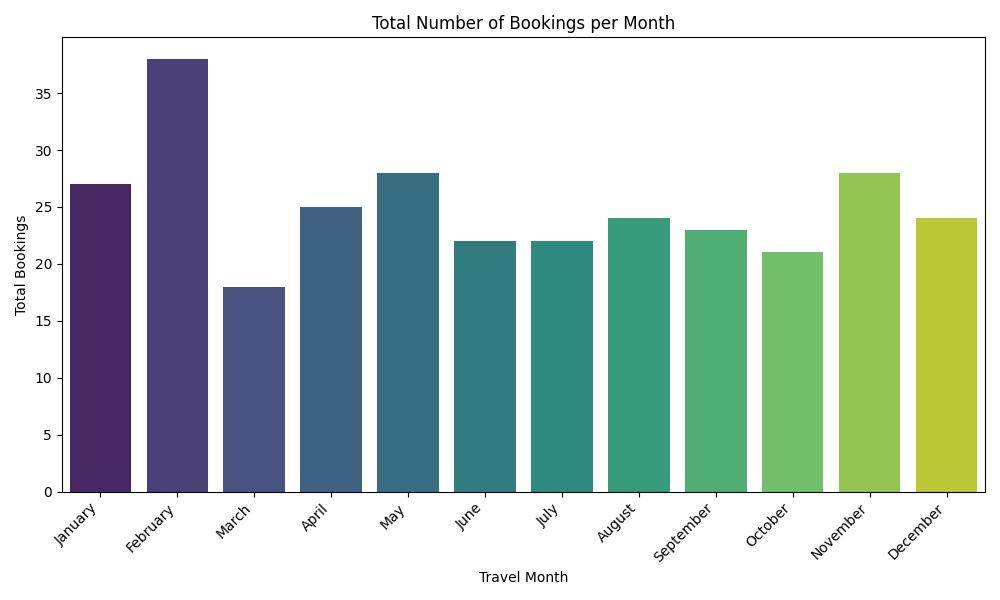 Total Number of Bookings per Month
Total Bookings
35
30
25
20
15
10
5
0
January
February
March
April
May
June
July
August
September
October
November
December
Travel Month